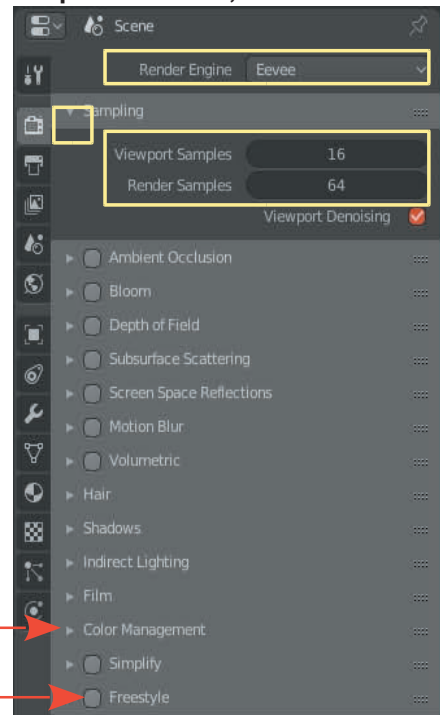 Scene
Render Engine Eevee
Sampling
Viewport Samples 16
Render Samples 64
Viewport Denoising
Ambient Occlusion
Bloom
Depth of Field
Subsurface Scattering
Screen Space Reflections
Motion Blur
Volumetric
Hair
Shadows
Indirect Lighting
Film
Color Management
Simplify
Freestyle